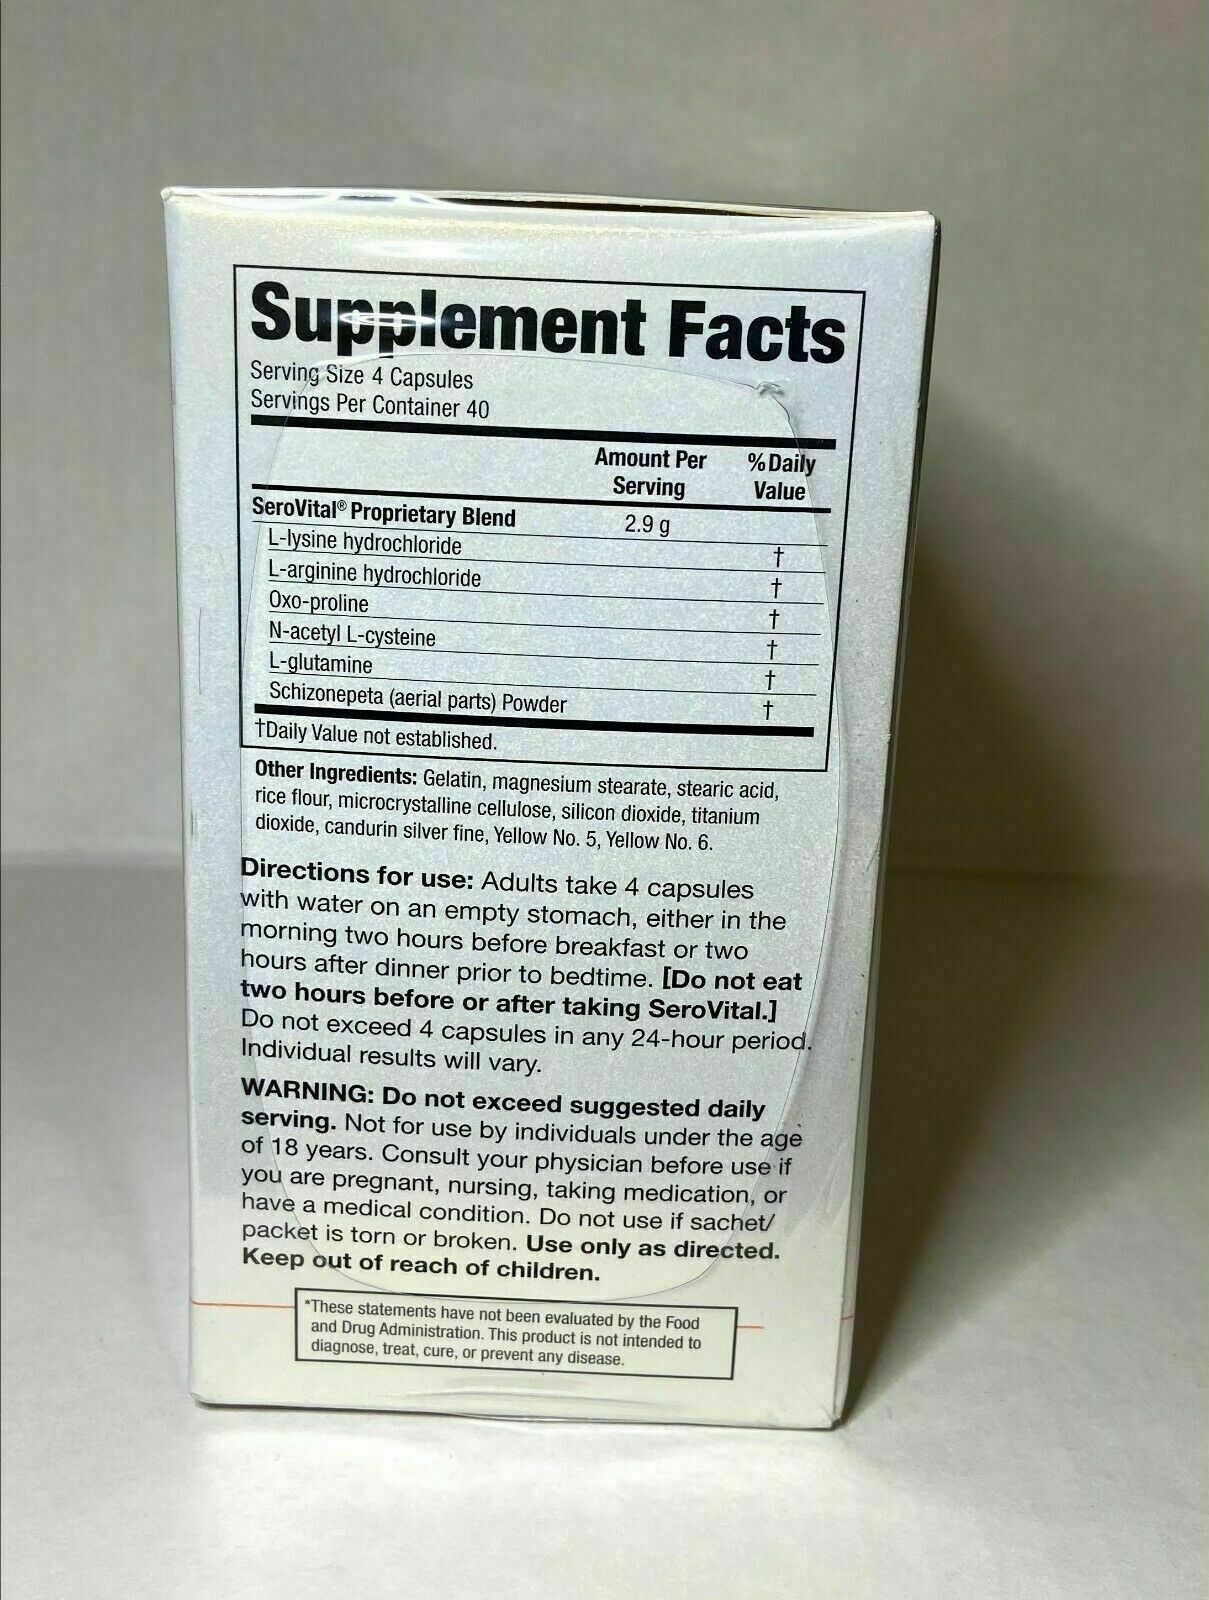 Supplement Facts
Serving Size 4 Capsules
Servings Per Container 40
Amount Per Serving % Daily Value
SeroVital® Proprietary Blend 2.9 g
L-lysine hydrochloride †
L-arginine hydrochloride †
Oxo-proline †
N-acetyl L-cysteine †
L-glutamine †
Schizonepeta (aerial parts) Powder †
†Daily Value not established.
Other Ingredients: Gelatin, magnesium stearate, stearic acid,
rice flour, microcrystalline cellulose, silicon dioxide, titanium
dioxide, candurin silver fine, Yellow No. 5, Yellow No. 6.
Directions for use: Adults take 4 capsules
with water on an empty stomach, either in the
morning two hours before breakfast or two
hours after dinner prior to bedtime. [Do not eat
two hours before or after taking SeroVital.]
Do not exceed 4 capsules in any 24-hour period.
Individual results will vary.
WARNING: Do not exceed suggested daily
serving. Not for use by individuals under the age
of 18 years. Consult your physician before use if
you are pregnant, nursing, taking medication, or
have a medical condition. Do not use if sachet/
packet is torn or broken. Use only as directed.
Keep out of reach of children.
*These statements have not been evaluated by the Food
and Drug Administration. This product is not intended to
diagnose, treat, cure, or prevent any disease.